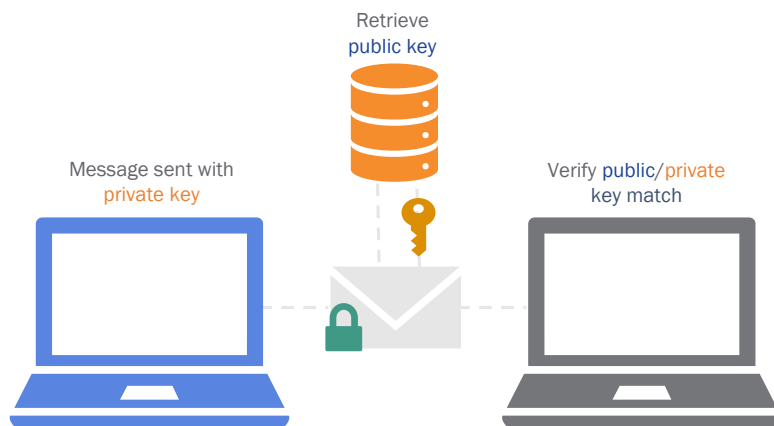 Retrieve
public key
Message sent with
private key
Verify public/private
key match